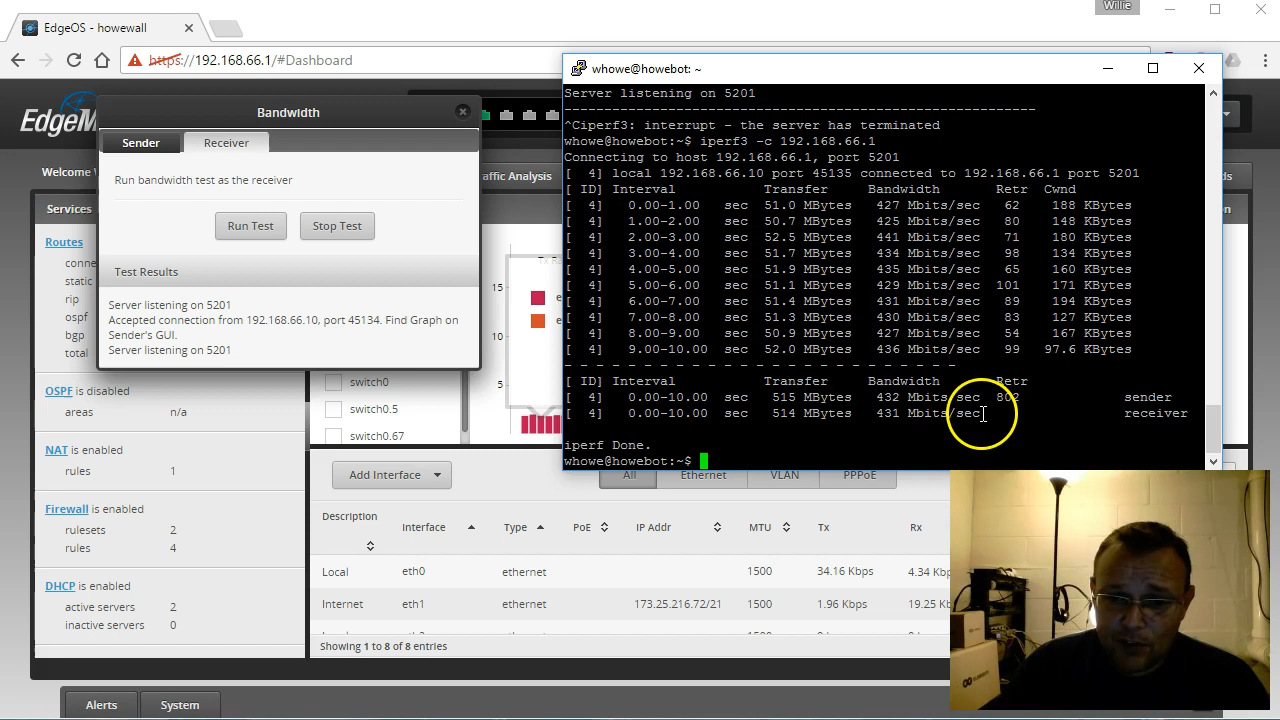 Willie
EdgeOS - howewall
https://192.168.66.1/#Dashboard
EdgeM
Welcome
Traffic Analysis
Services
Routes
conne
static
rip
ospf
bgp
total
OSPF is disabled
areas n/a
NAT is enabled
rules 1
Firewall is enabled
rulesets 2
rules 4
DHCP is enabled
active servers 2
inactive servers 0
Bandwidth
Sender Receiver
Run bandwidth test as the receiver
Run Test Stop Test
Test Results
Server listening on 5201
Accepted connection from 192.168.66.10, port 45134. Find Graph on
Sender's GUI.
Server listening on 5201
switch0
switch0.5
switch0.67
15
5
whowe@howebot: ~
Server listening on 5201
-----------------------------------------------------------
^Ciperf3: interrupt - the server has terminated
whowe@howebot:~$ iperf3 -c 192.168.66.1
Connecting to host 192.168.66.1, port 5201
[ 4] local 192.168.66.10 port 45135 connected to 192.168.66.1 port 5201
[ ID] Interval Transfer Bandwidth Retr Cwnd
[ 4] 0.00-1.00 sec 51.0 MBytes 427 Mbits/sec 62 188 KBytes
[ 4] 1.00-2.00 sec 50.7 MBytes 425 Mbits/sec 80 148 KBytes
[ 4] 2.00-3.00 sec 52.5 MBytes 441 Mbits/sec 71 180 KBytes
[ 4] 3.00-4.00 sec 51.7 MBytes 434 Mbits/sec 98 134 KBytes
[ 4] 4.00-5.00 sec 51.9 MBytes 435 Mbits/sec 65 160 KBytes
[ 4] 5.00-6.00 sec 51.1 MBytes 429 Mbits/sec 101 171 KBytes
[ 4] 6.00-7.00 sec 51.4 MBytes 431 Mbits/sec 89 194 KBytes
[ 4] 7.00-8.00 sec 51.3 MBytes 430 Mbits/sec 83 127 KBytes
[ 4] 8.00-9.00 sec 50.9 MBytes 427 Mbits/sec 54 167 KBytes
[ 4] 9.00-10.00 sec 52.0 MBytes 436 Mbits/sec 99 97.6 KBytes
- - - - - - - - - - - - - - - - - - - - - - - - -
[ ID] Interval Transfer Bandwidth Retr
[ 4] 0.00-10.00 sec 515 MBytes 432 Mbits/sec 802 sender
[ 4] 0.00-10.00 sec 514 MBytes 431 Mbits/sec receiver
iperf Done.
whowe@howebot:~$
Add Interface All Ethernet VLAN PPPoE
Description Interface Type PoE IP Addr MTU Tx Rx
Local eth0 ethernet 1500 34.16 Kbps 4.34 Kb
Internet eth1 ethernet 173.25.216.72/21 1500 1.96 Kbps 19.25 K
Showing 1 to 8 of 8 entries
Alerts System